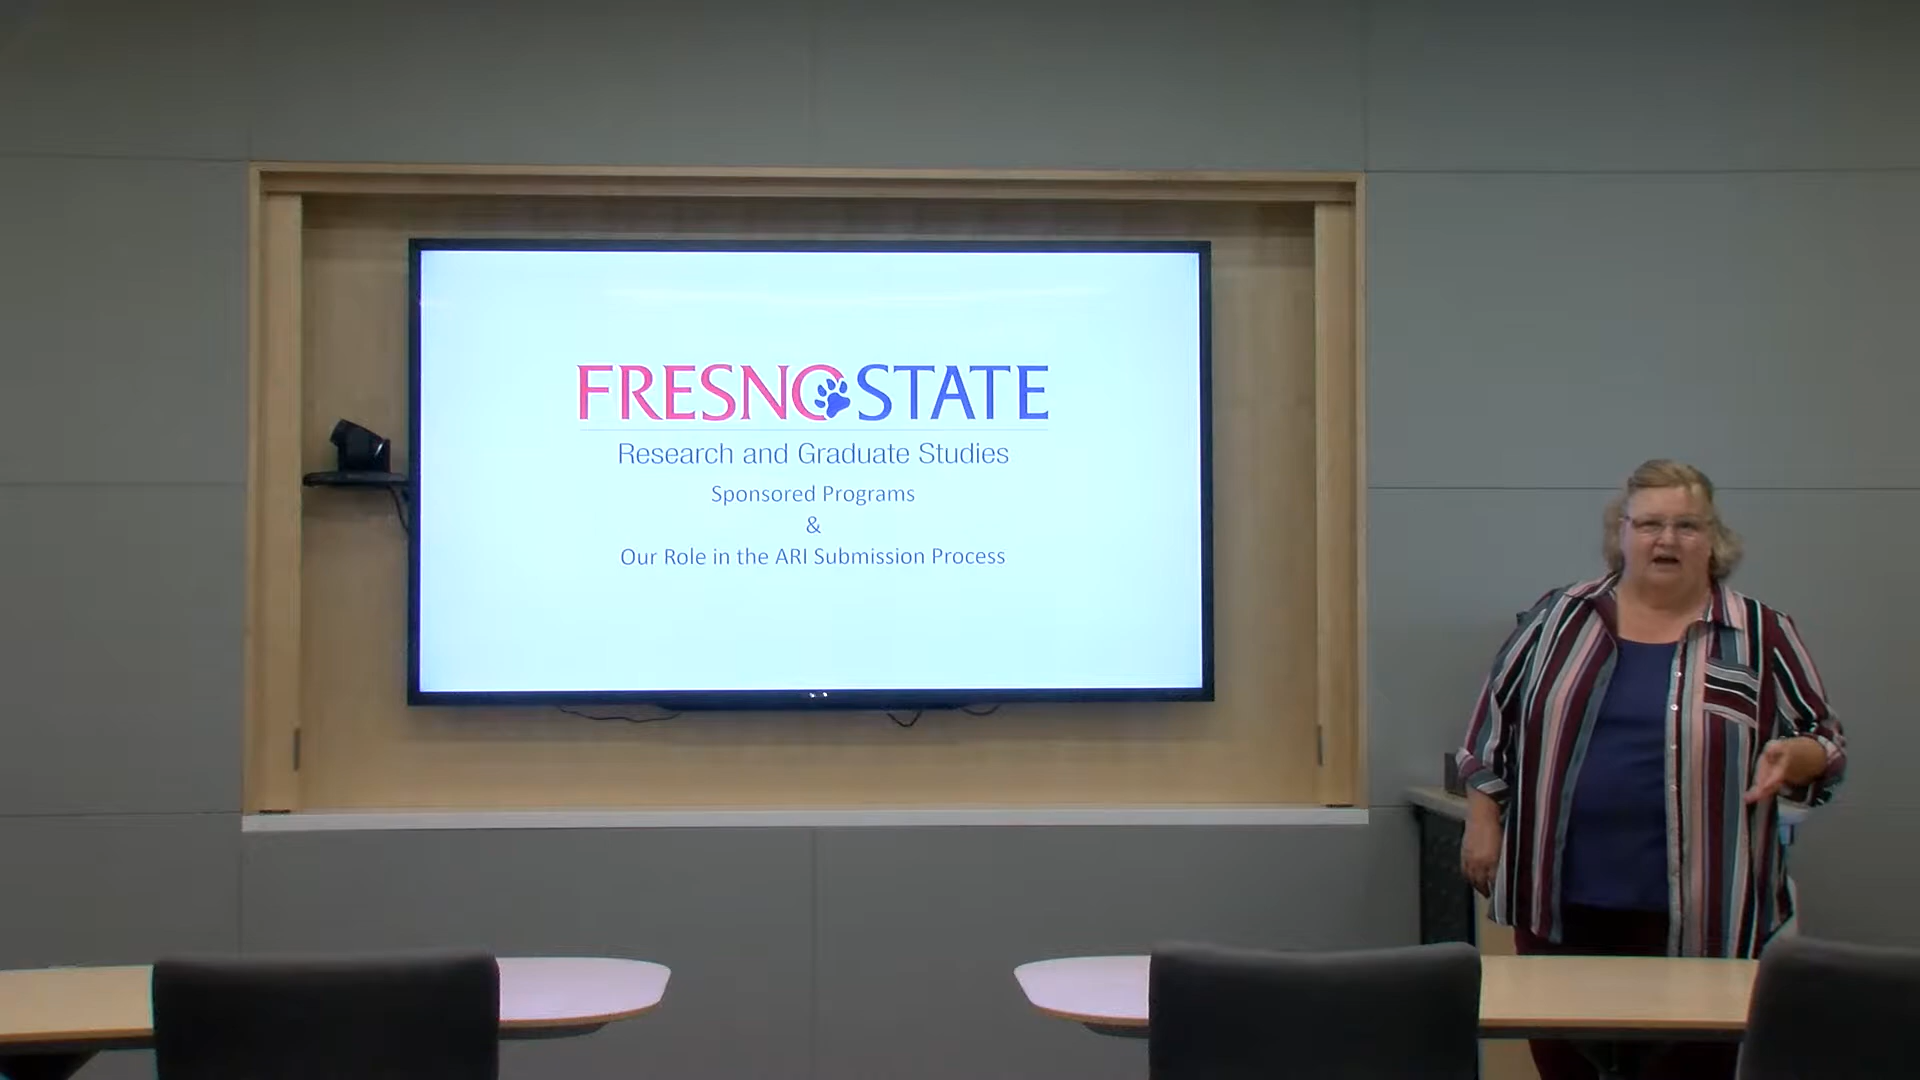 FRESNO STATE
Research and Graduate Studies
Sponsored Programs
&
Our Role in the ARI Submission Process